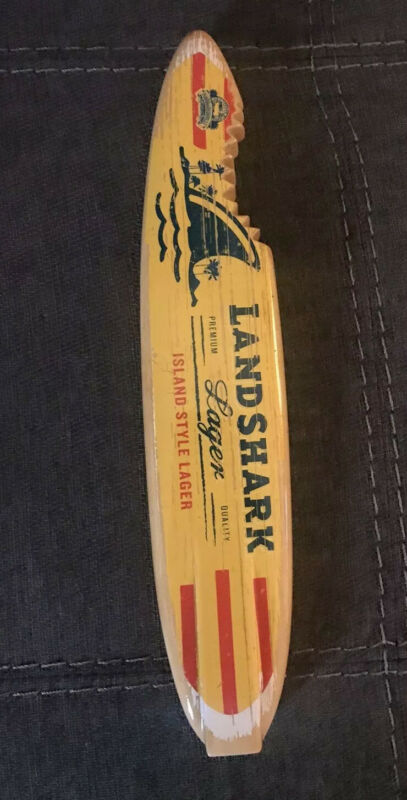 LANDSHARK
PREMIUM Lager QUALITY
ISLAND STYLE LAGER